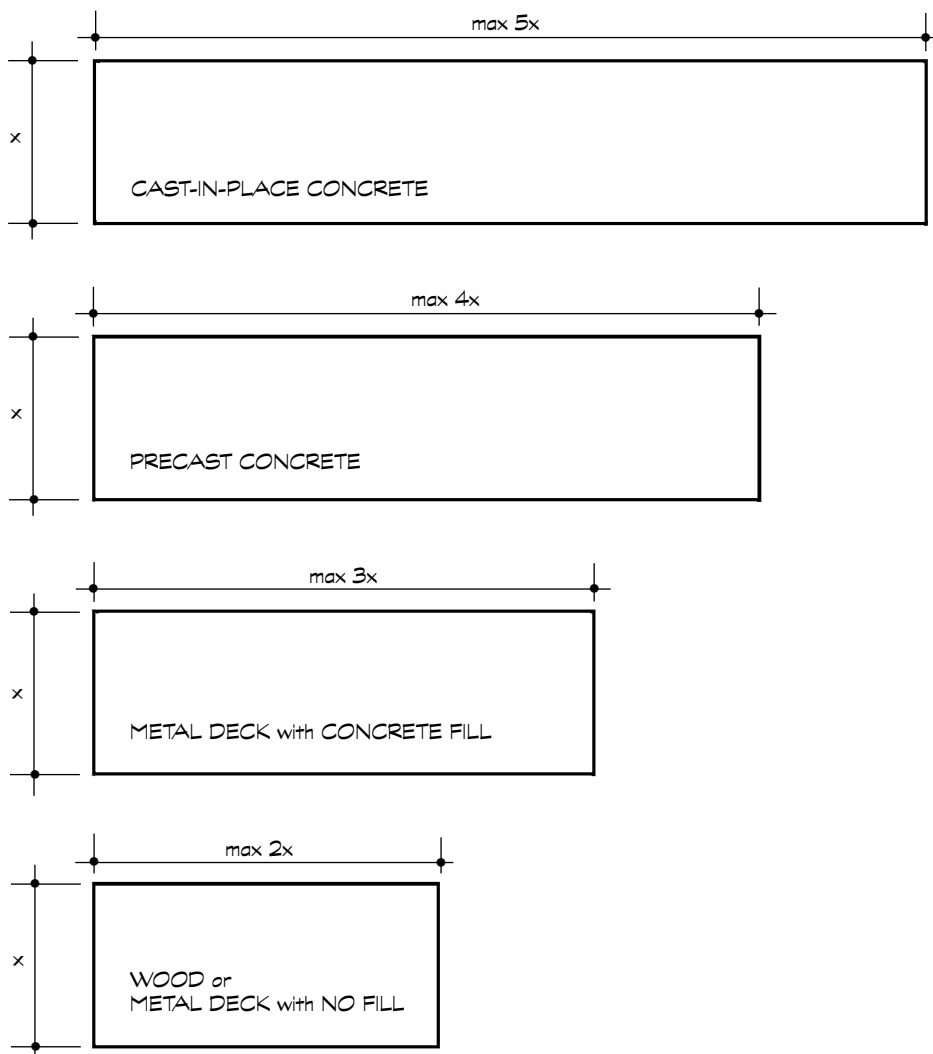 max 5x
x
CAST-IN-PLACE CONCRETE
max 4x
x
PRECAST CONCRETE
max 3x
x
METAL DECK with CONCRETE FILL
max 2x
x
WOOD or
METAL DECK with NO FILL